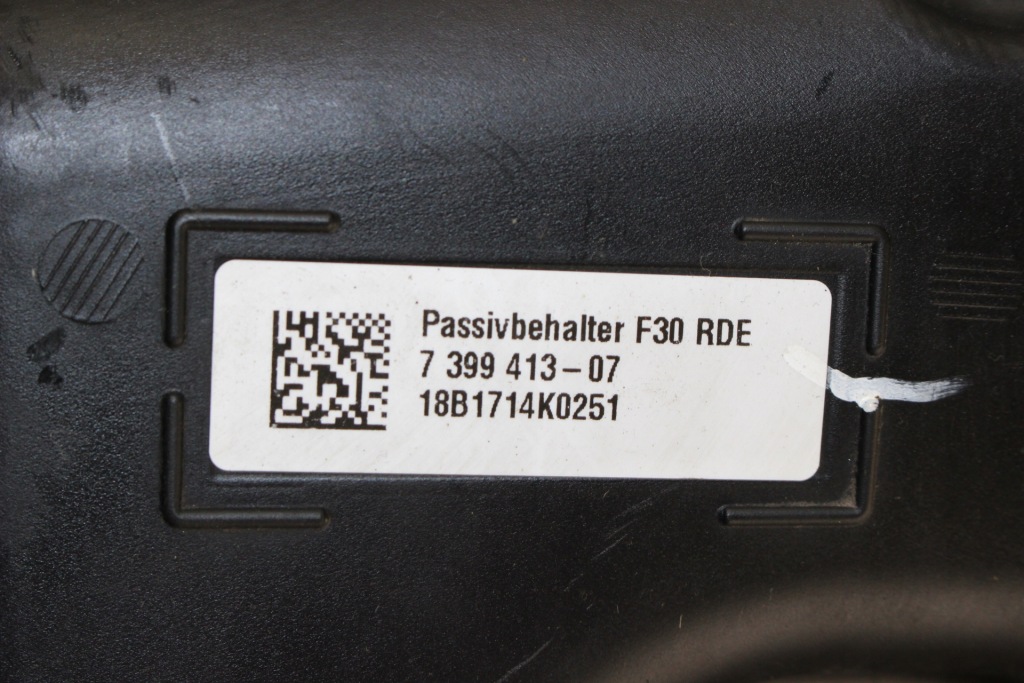 Passivbehalter F30 RDE
7 399 413-07
18B1714K0251